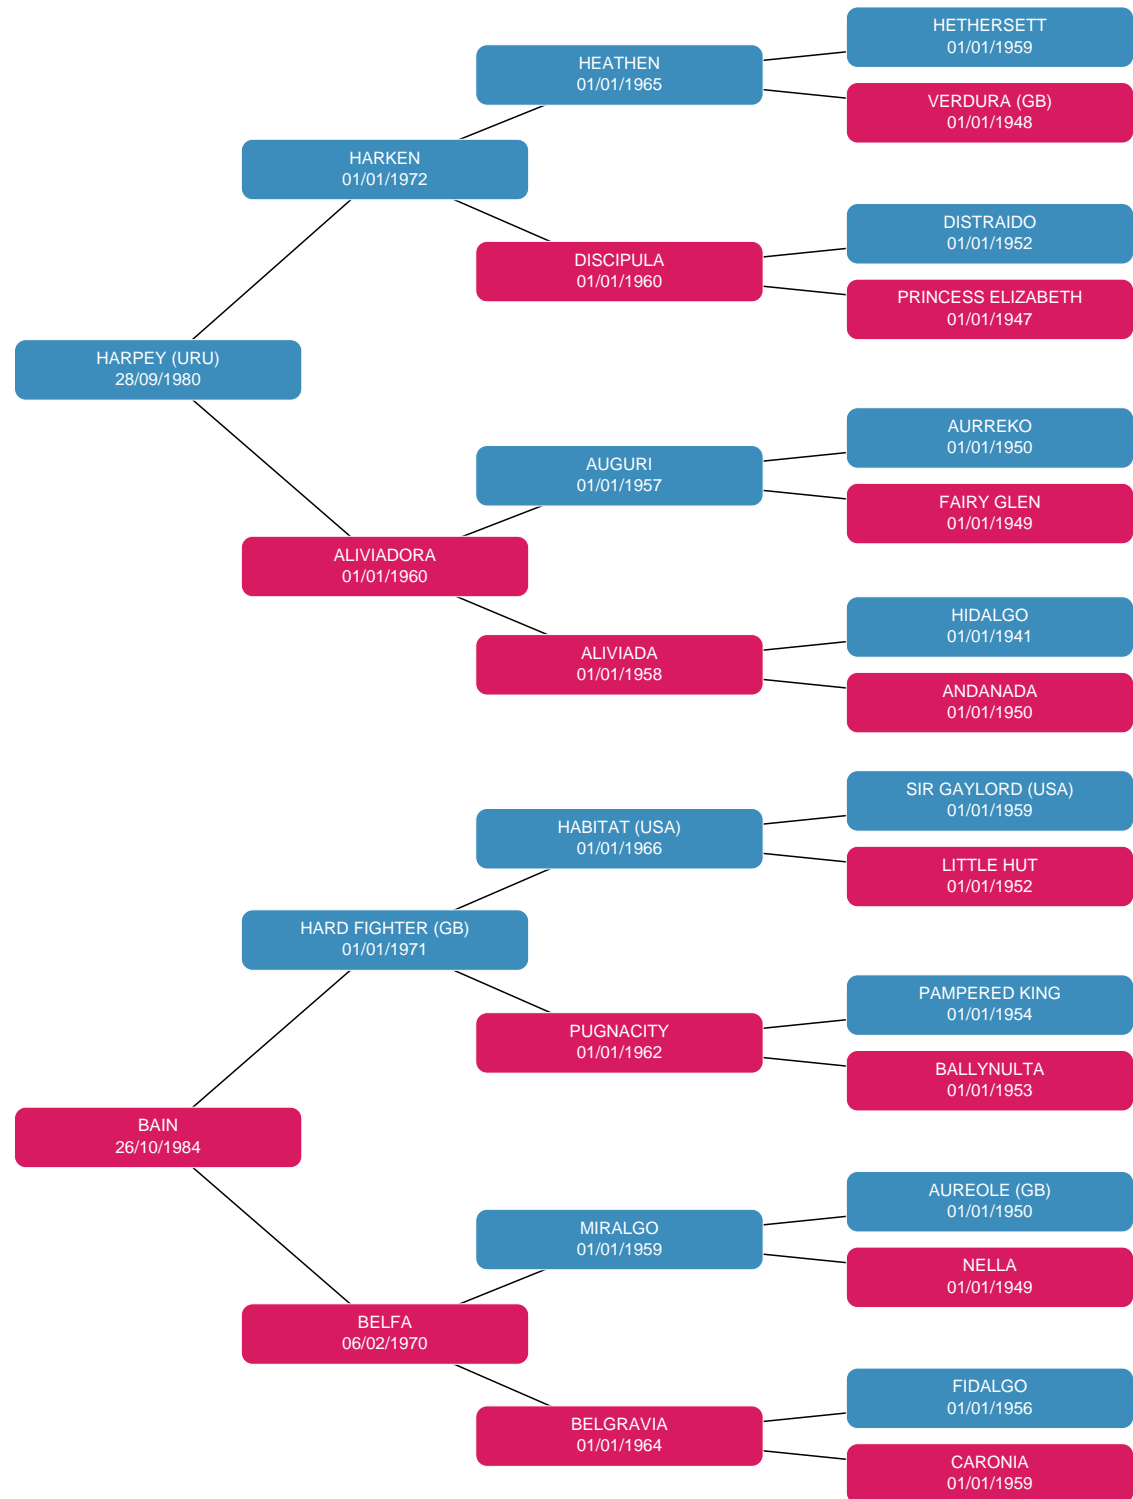 HETHERSETT
01/01/1959
HEATHEN
01/01/1965
VERDURA (GB)
01/01/1948
HARKEN
01/01/1972
DISTRAIDO
01/01/1952
DISCIPULA
01/01/1960
PRINCESS ELIZABETH
01/01/1947
HARPEY (URU)
28/09/1980
AURREKO
01/01/1950
AUGURI
01/01/1957
FAIRY GLEN
01/01/1949
ALIVIADORA
01/01/1960
HIDALGO
01/01/1941
ALIVIADA
01/01/1958
ANDANADA
01/01/1950
SIR GAYLORD (USA)
01/01/1959
HABITAT (USA)
01/01/1966
LITTLE HUT
01/01/1952
HARD FIGHTER (GB)
01/01/1971
PAMPERED KING
01/01/1954
PUGNACITY
01/01/1962
BALLYNULTA
01/01/1953
BAIN
26/10/1984
AUREOLE (GB)
01/01/1950
MIRALGO
01/01/1959
NELLA
01/01/1949
BELFA
06/02/1970
FIDALGO
01/01/1956
BELGRAVIA
01/01/1964
CARONIA
01/01/1959